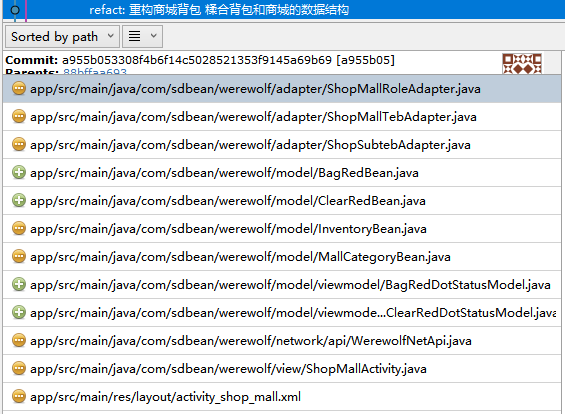 refact: 重构商城背包 糅合背包和商城的数据结构
Sorted by path
Commit: a955b053308f4b6f14c5028521353f9145a69b69 [a955b05]
Parents: 88bffaa693
app/src/main/java/com/sdbean/werewolf/adapter/ShopMallRoleAdapter.java
app/src/main/java/com/sdbean/werewolf/adapter/ShopMallTebAdapter.java
app/src/main/java/com/sdbean/werewolf/adapter/ShopSubtebAdapter.java
app/src/main/java/com/sdbean/werewolf/model/BagRedBean.java
app/src/main/java/com/sdbean/werewolf/model/ClearRedBean.java
app/src/main/java/com/sdbean/werewolf/model/InventoryBean.java
app/src/main/java/com/sdbean/werewolf/model/MallCategoryBean.java
app/src/main/java/com/sdbean/werewolf/model/viewmodel/BagRedDotStatusModel.java
app/src/main/java/com/sdbean/werewolf/model/viewmode...ClearRedDotStatusModel.java
app/src/main/java/com/sdbean/werewolf/network/api/WerewolfNetApi.java
app/src/main/java/com/sdbean/werewolf/view/ShopMallActivity.java
app/src/main/res/layout/activity_shop_mall.xml